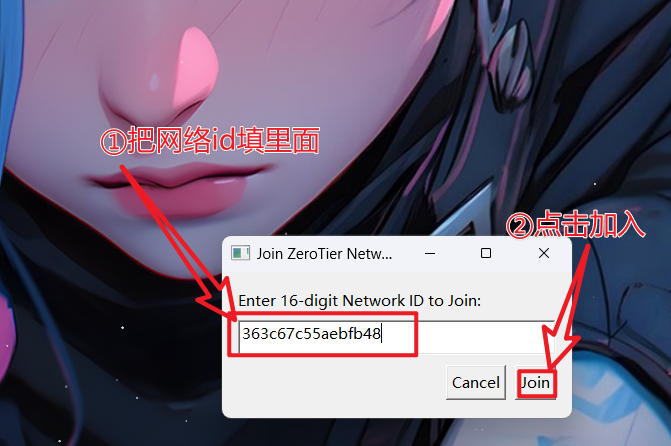 ①把网络id填里面
②点击加入
Join ZeroTier Netw...
Enter 16-digit Network ID to Join:
363c67c55aebfb48
Cancel
Join